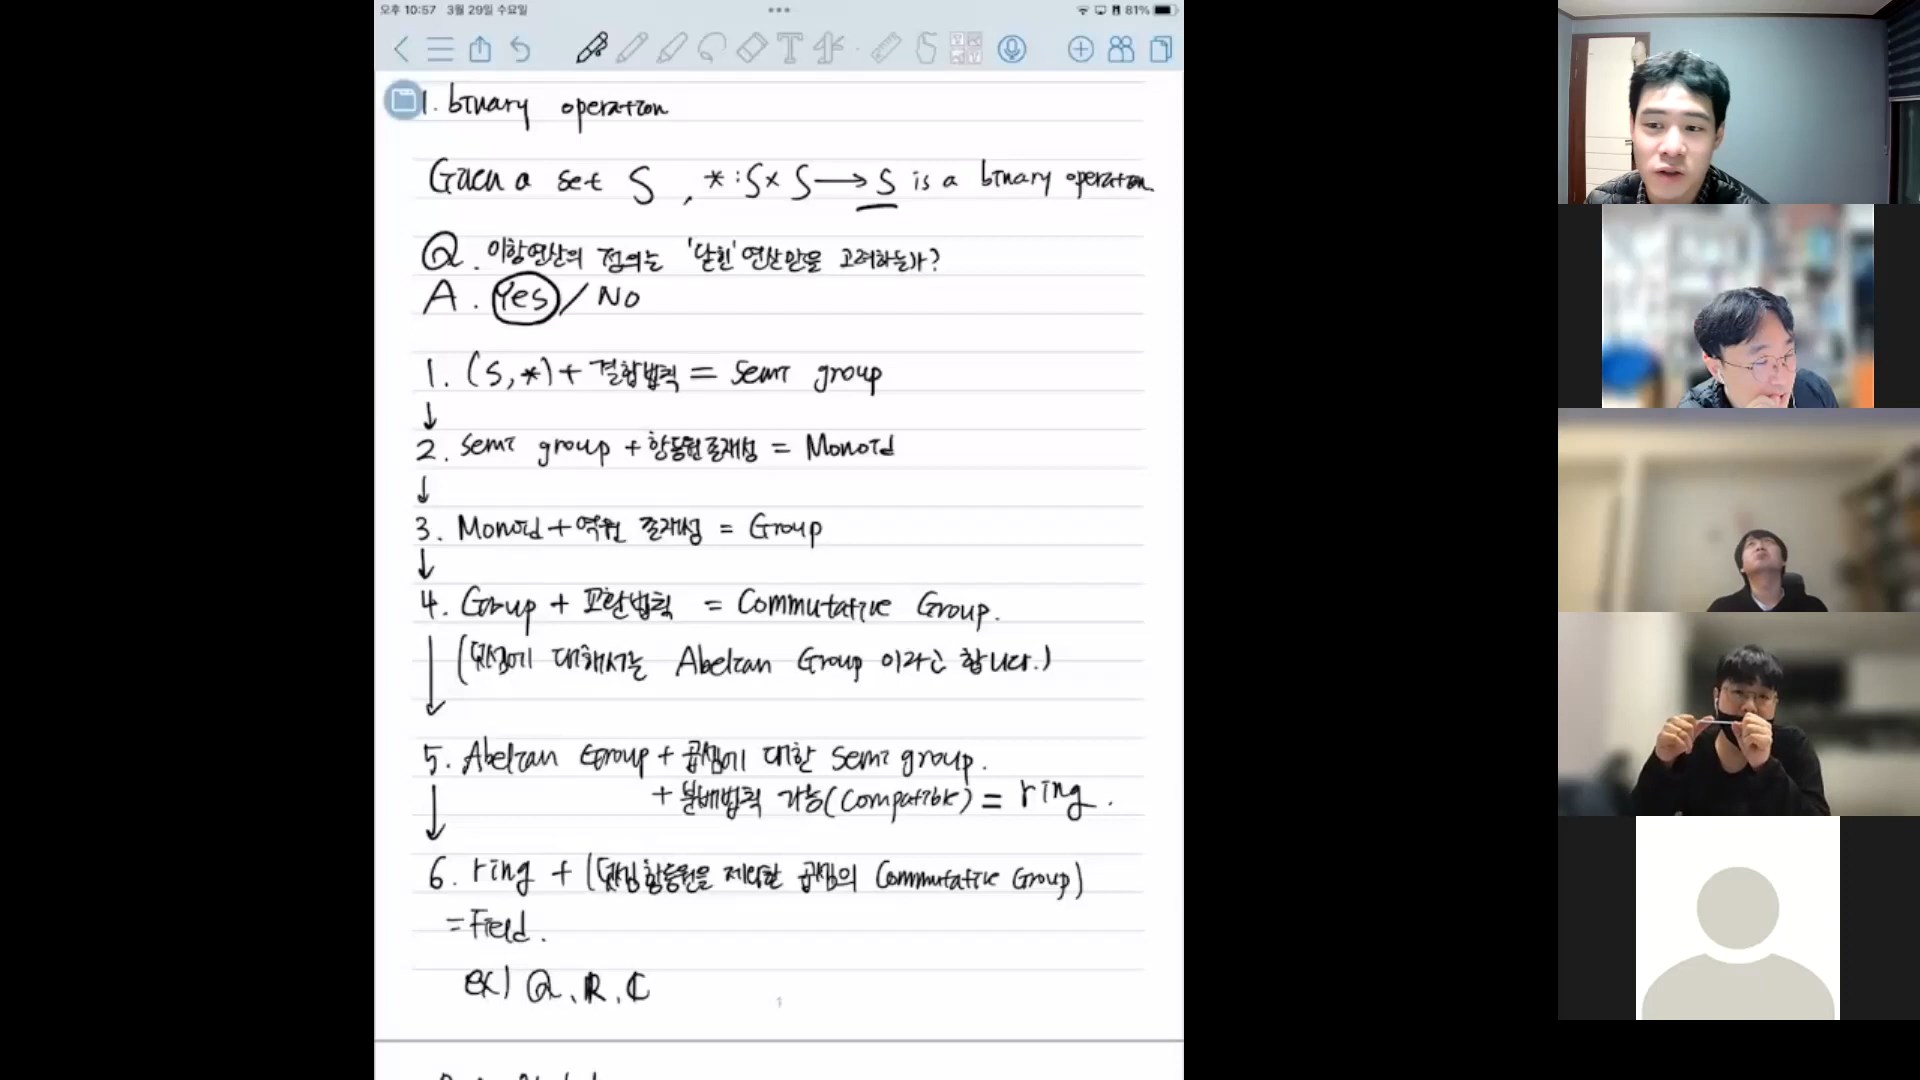 오후 10:57 3월 29일 수요일
81%
1. binary operation
Given a set S, * : S × S → S is a binary operation
Q. 이항연산의 정의는 '닫힌' 연산만을 고려하는가?
A. Yes / No
1. (S, *) + 결합법칙 = Semi group
↓
2. semi group + 항등원 존재성 = Monoid
↓
3. Monoid + 역원 존재성 = Group
↓
4. Group + 교환법칙 = Commutative Group.
(덧셈에 대해서는 Abelian Group 이라고 합니다.)
↓
5. Abelian Group + 곱셈에 대한 Semi group.
+ 분배법칙 가능(Compatible) = ring.
↓
6. ring + (덧셈 항등원을 제외한 곱셈의 Commutative Group)
= Field.
ex) ℚ, ℝ, ℂ
1